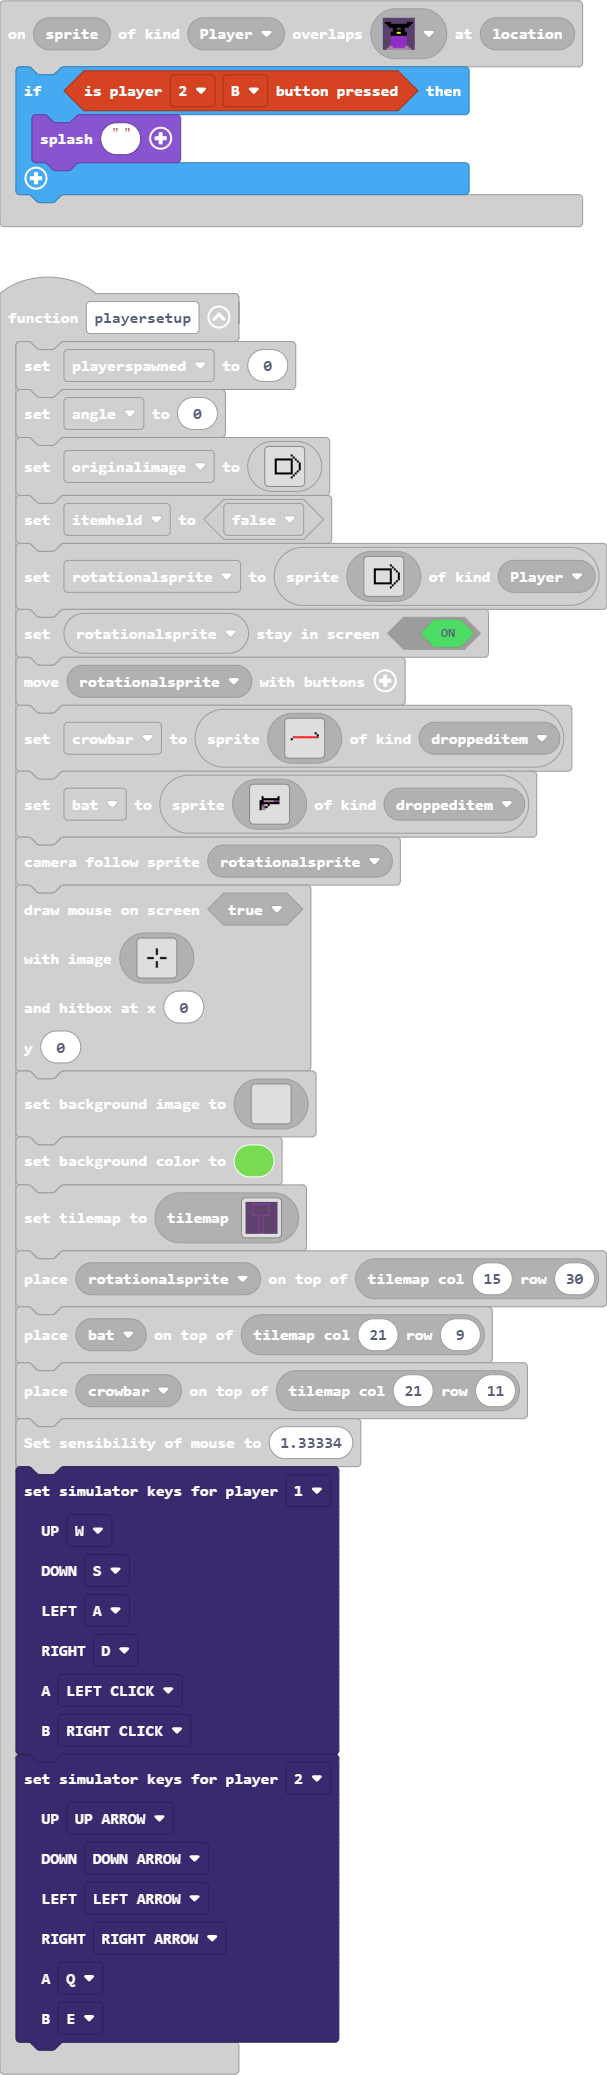 on sprite of kind Player overlaps at location
if is player 2 B button pressed then
splash " "
function playersetup
set playerspawned to 0
set angle to 0
set originalimage to
set itemheld to false
set rotationalsprite to sprite of kind Player
set rotationalsprite stay in screen ON
move rotationalsprite with buttons
set crowbar to sprite of kind droppeditem
set bat to sprite of kind droppeditem
camera follow sprite rotationalsprite
draw mouse on screen true
with image
and hitbox at x 0
y 0
set background image to
set background color to
set tilemap to tilemap
place rotationalsprite on top of tilemap col 15 row 30
place bat on top of tilemap col 21 row 9
place crowbar on top of tilemap col 21 row 11
Set sensibility of mouse to 1.33334
set simulator keys for player 1
UP W
DOWN S
LEFT A
RIGHT D
A LEFT CLICK
B RIGHT CLICK
set simulator keys for player 2
UP UP ARROW
DOWN DOWN ARROW
LEFT LEFT ARROW
RIGHT RIGHT ARROW
A Q
B E